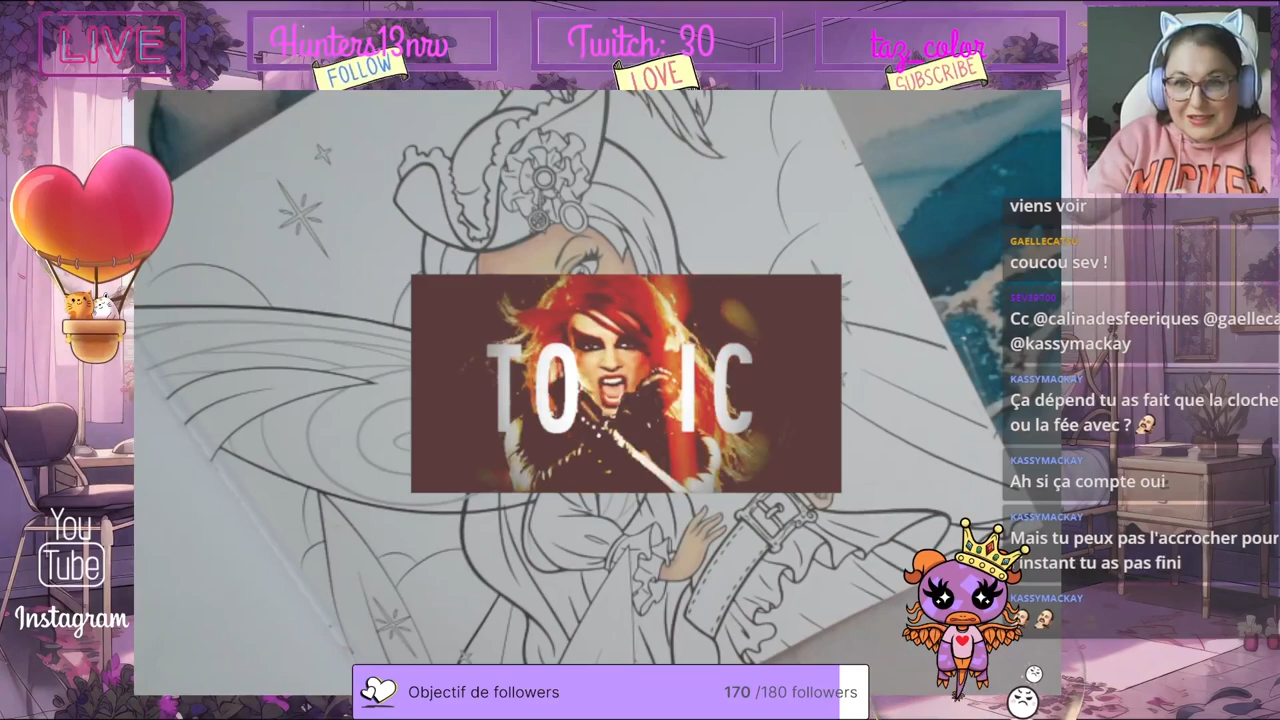 LIVE
Hunters13nrv
Twitch: 30
taz_color
FOLLOW
LOVE
SUBSCRIBE
MICKEY
viens voir
coucou sev !
SEV39700
Cc @calinadesfeeriques @gaelleca
@kassymackay
KASSYMACKAY
Ça dépend tu as fait que la cloche
ou la fée avec ?
KASSYMACKAY
Ah si ça compte oui
KASSYMACKAY
Mais tu peux pas l'accrocher pour
instant tu as pas fini
KASSYMACKAY
TO IC
You
Tube
Instagram
Objectif de followers
170 /180 followers